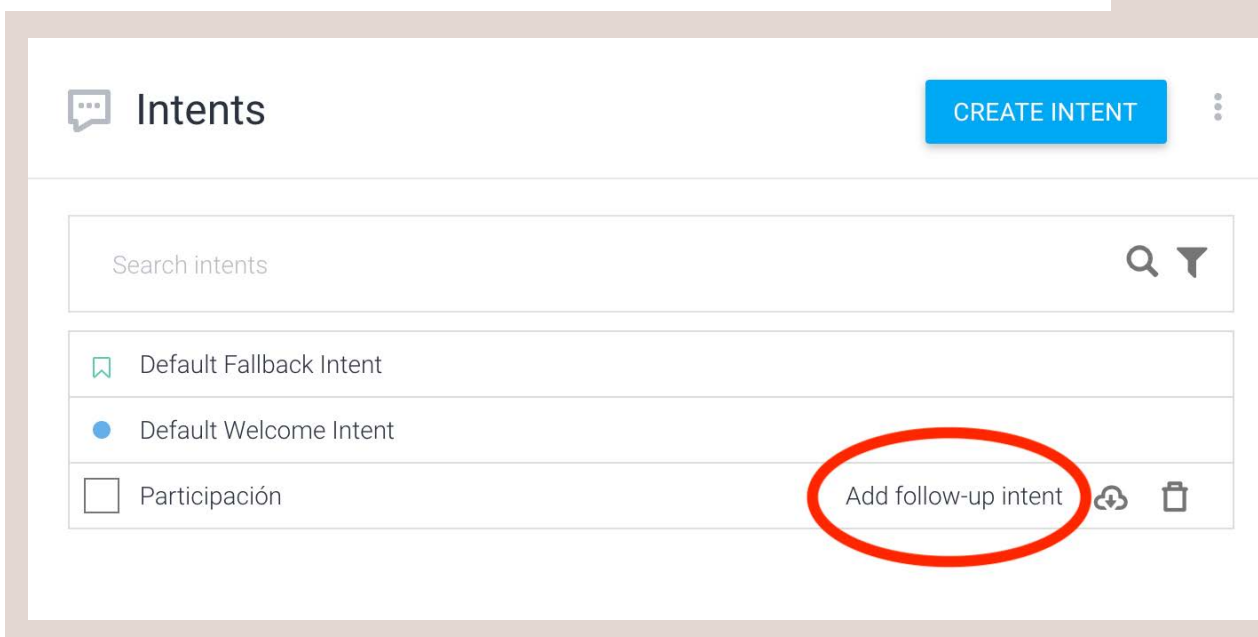 Intents
CREATE INTENT
Search intents
Default Fallback Intent
Default Welcome Intent
Participación Add follow-up intent